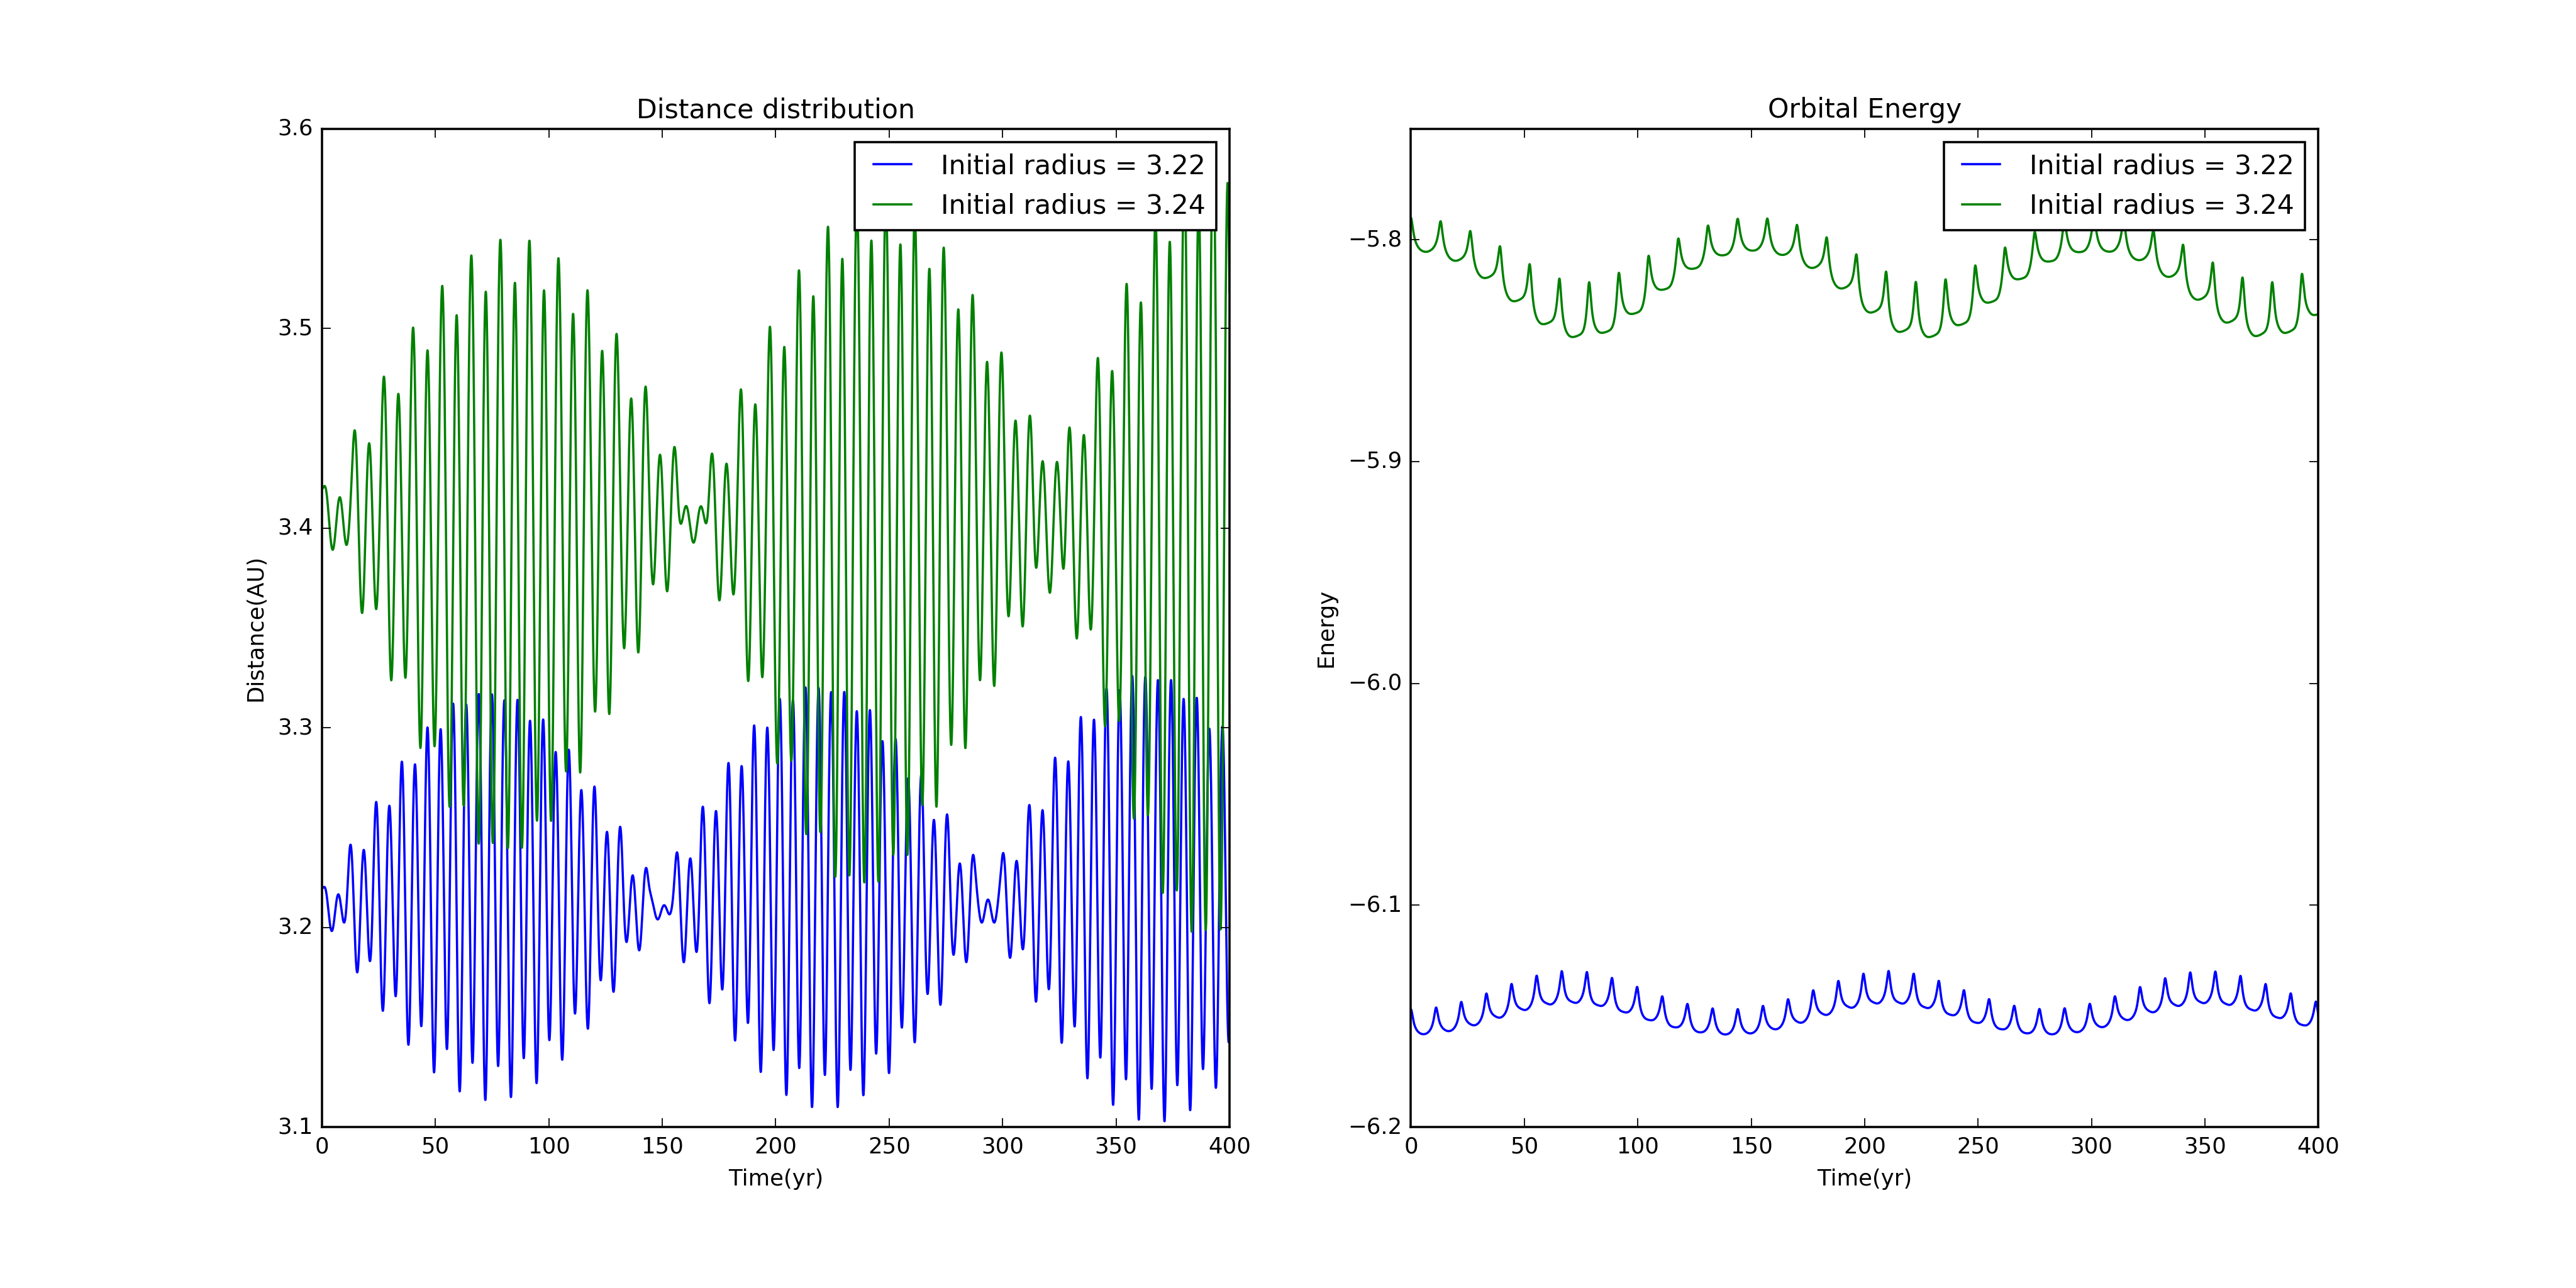 Distance distribution
3.6
3.5
3.4
3.3
3.2
3.1
Distance(AU)
Initial radius = 3.22
Initial radius = 3.24
0 50 100 150 200 250 300 350 400
Time(yr)
Orbital Energy
−5.8
−5.9
−6.0
−6.1
−6.2
Energy
Initial radius = 3.22
Initial radius = 3.24
0 50 100 150 200 250 300 350 400
Time(yr)